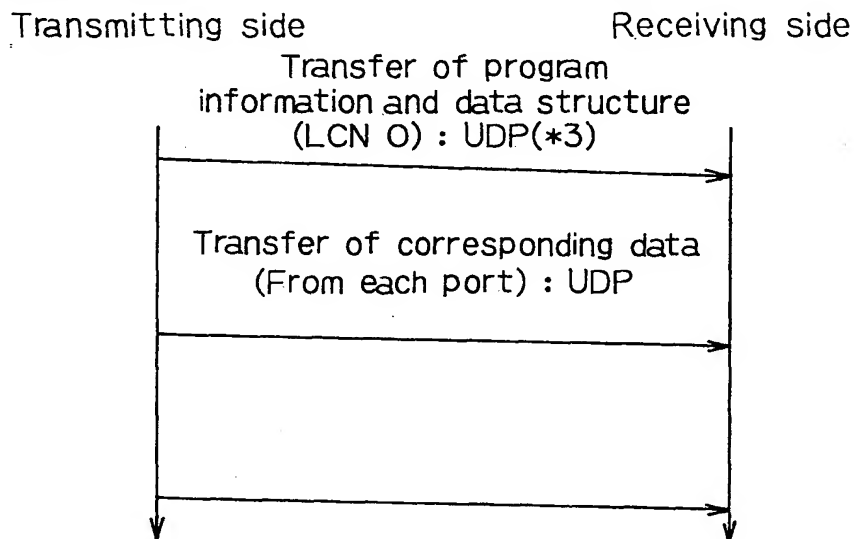 Transmitting side
Receiving side
Transfer of program
information and data structure
(LCN O) : UDP(*3)
Transfer of corresponding data
(From each port) : UDP